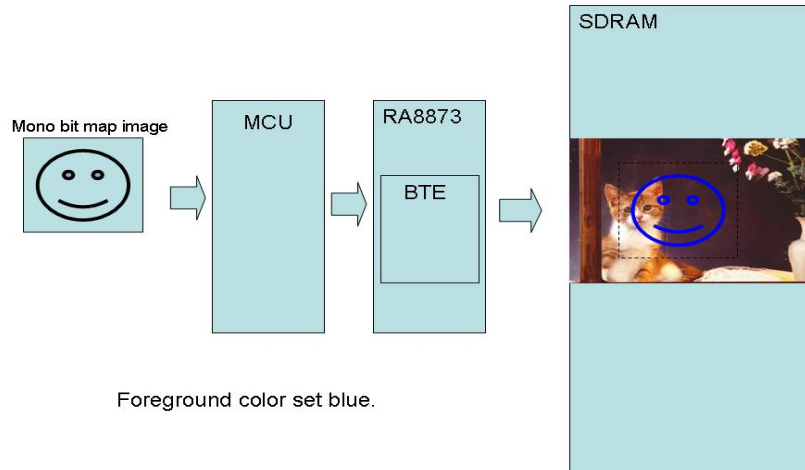 SDRAM
Mono bit map image
MCU
RA8873
BTE
Foreground color set blue.